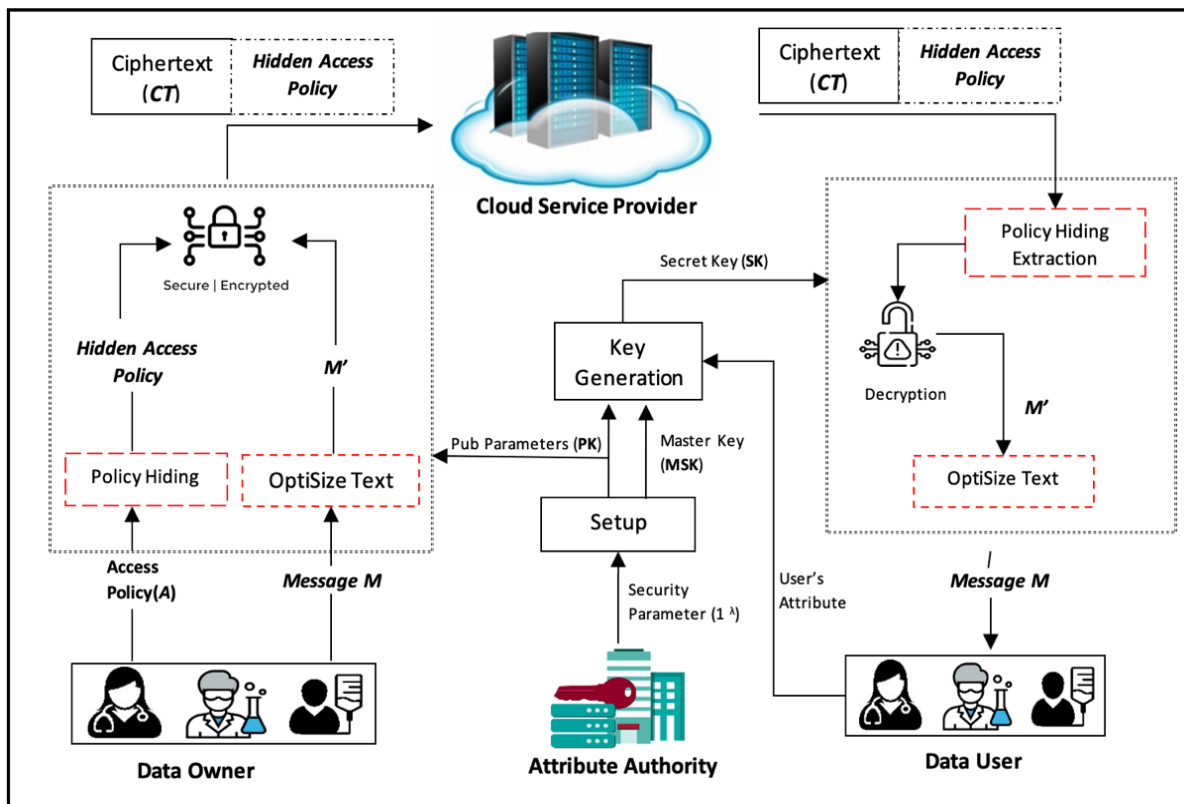 Ciphertext
(CT)
Hidden Access
Policy
Cloud Service Provider
Ciphertext
(CT)
Hidden Access
Policy
Secure | Encrypted
Hidden Access
Policy
M’
Policy Hiding
OptiSize Text
Access
Policy(A)
Message M
Data Owner
Secret Key (SK)
Key
Generation
Pub Parameters (PK)
Master Key
(MSK)
Setup
Security
Parameter (1 λ)
Attribute Authority
User’s
Attribute
Policy Hiding
Extraction
Decryption
M’
OptiSize Text
Message M
Data User